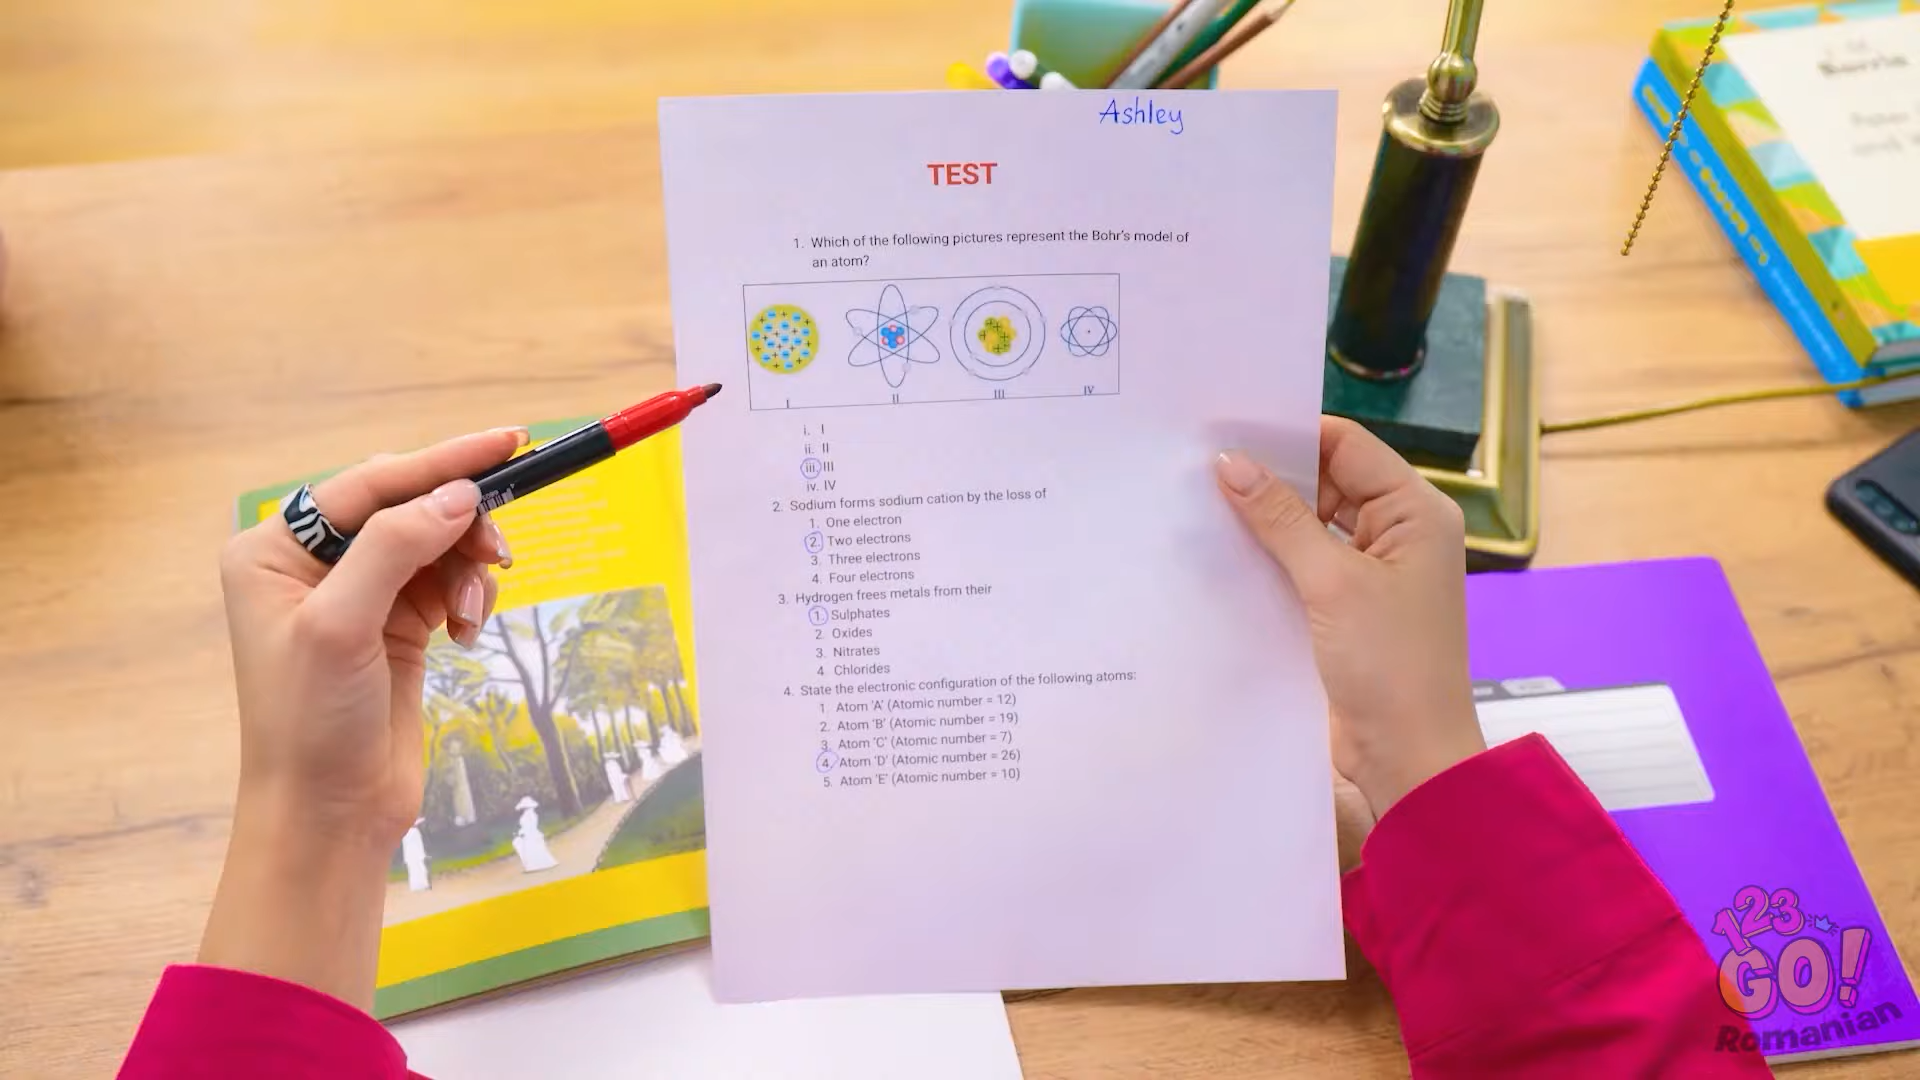 Ashley
TEST
1. Which of the following pictures represent the Bohr's model of
an atom?
I II III IV
i. I
ii. II
iii. III
iv. IV
2. Sodium forms sodium cation by the loss of
1. One electron
2. Two electrons
3. Three electrons
4. Four electrons
3. Hydrogen frees metals from their
1. Sulphates
2. Oxides
3. Nitrates
4. Chlorides
4. State the electronic configuration of the following atoms:
1. Atom 'A' (Atomic number = 12)
2. Atom 'B' (Atomic number = 19)
3. Atom 'C' (Atomic number = 7)
4. Atom 'D' (Atomic number = 26)
5. Atom 'E' (Atomic number = 10)
123
GO!
Romanian